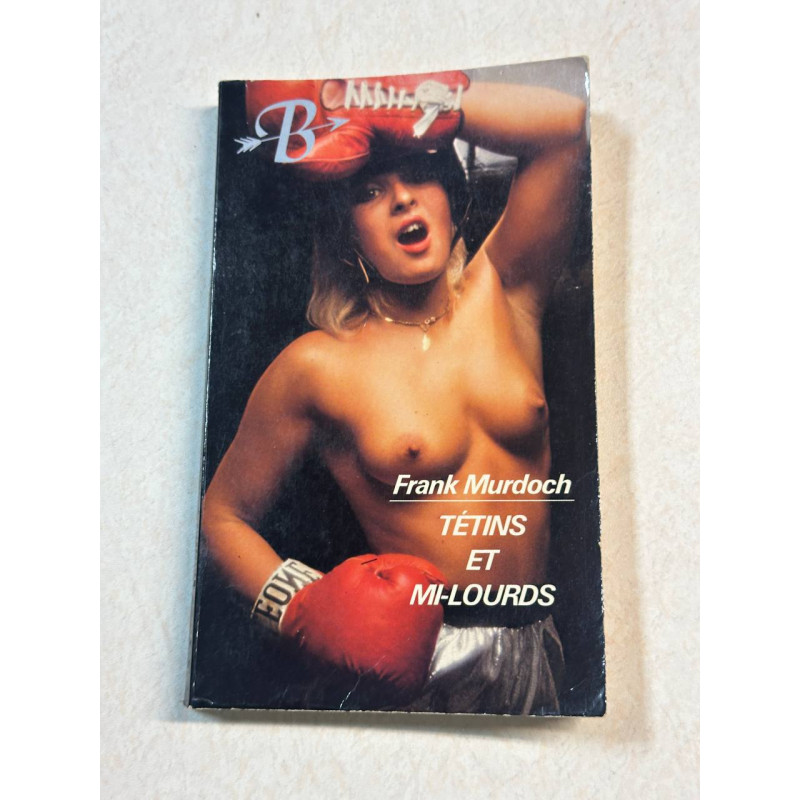 B
Frank Murdoch
TÉTINS
ET
MI-LOURDS